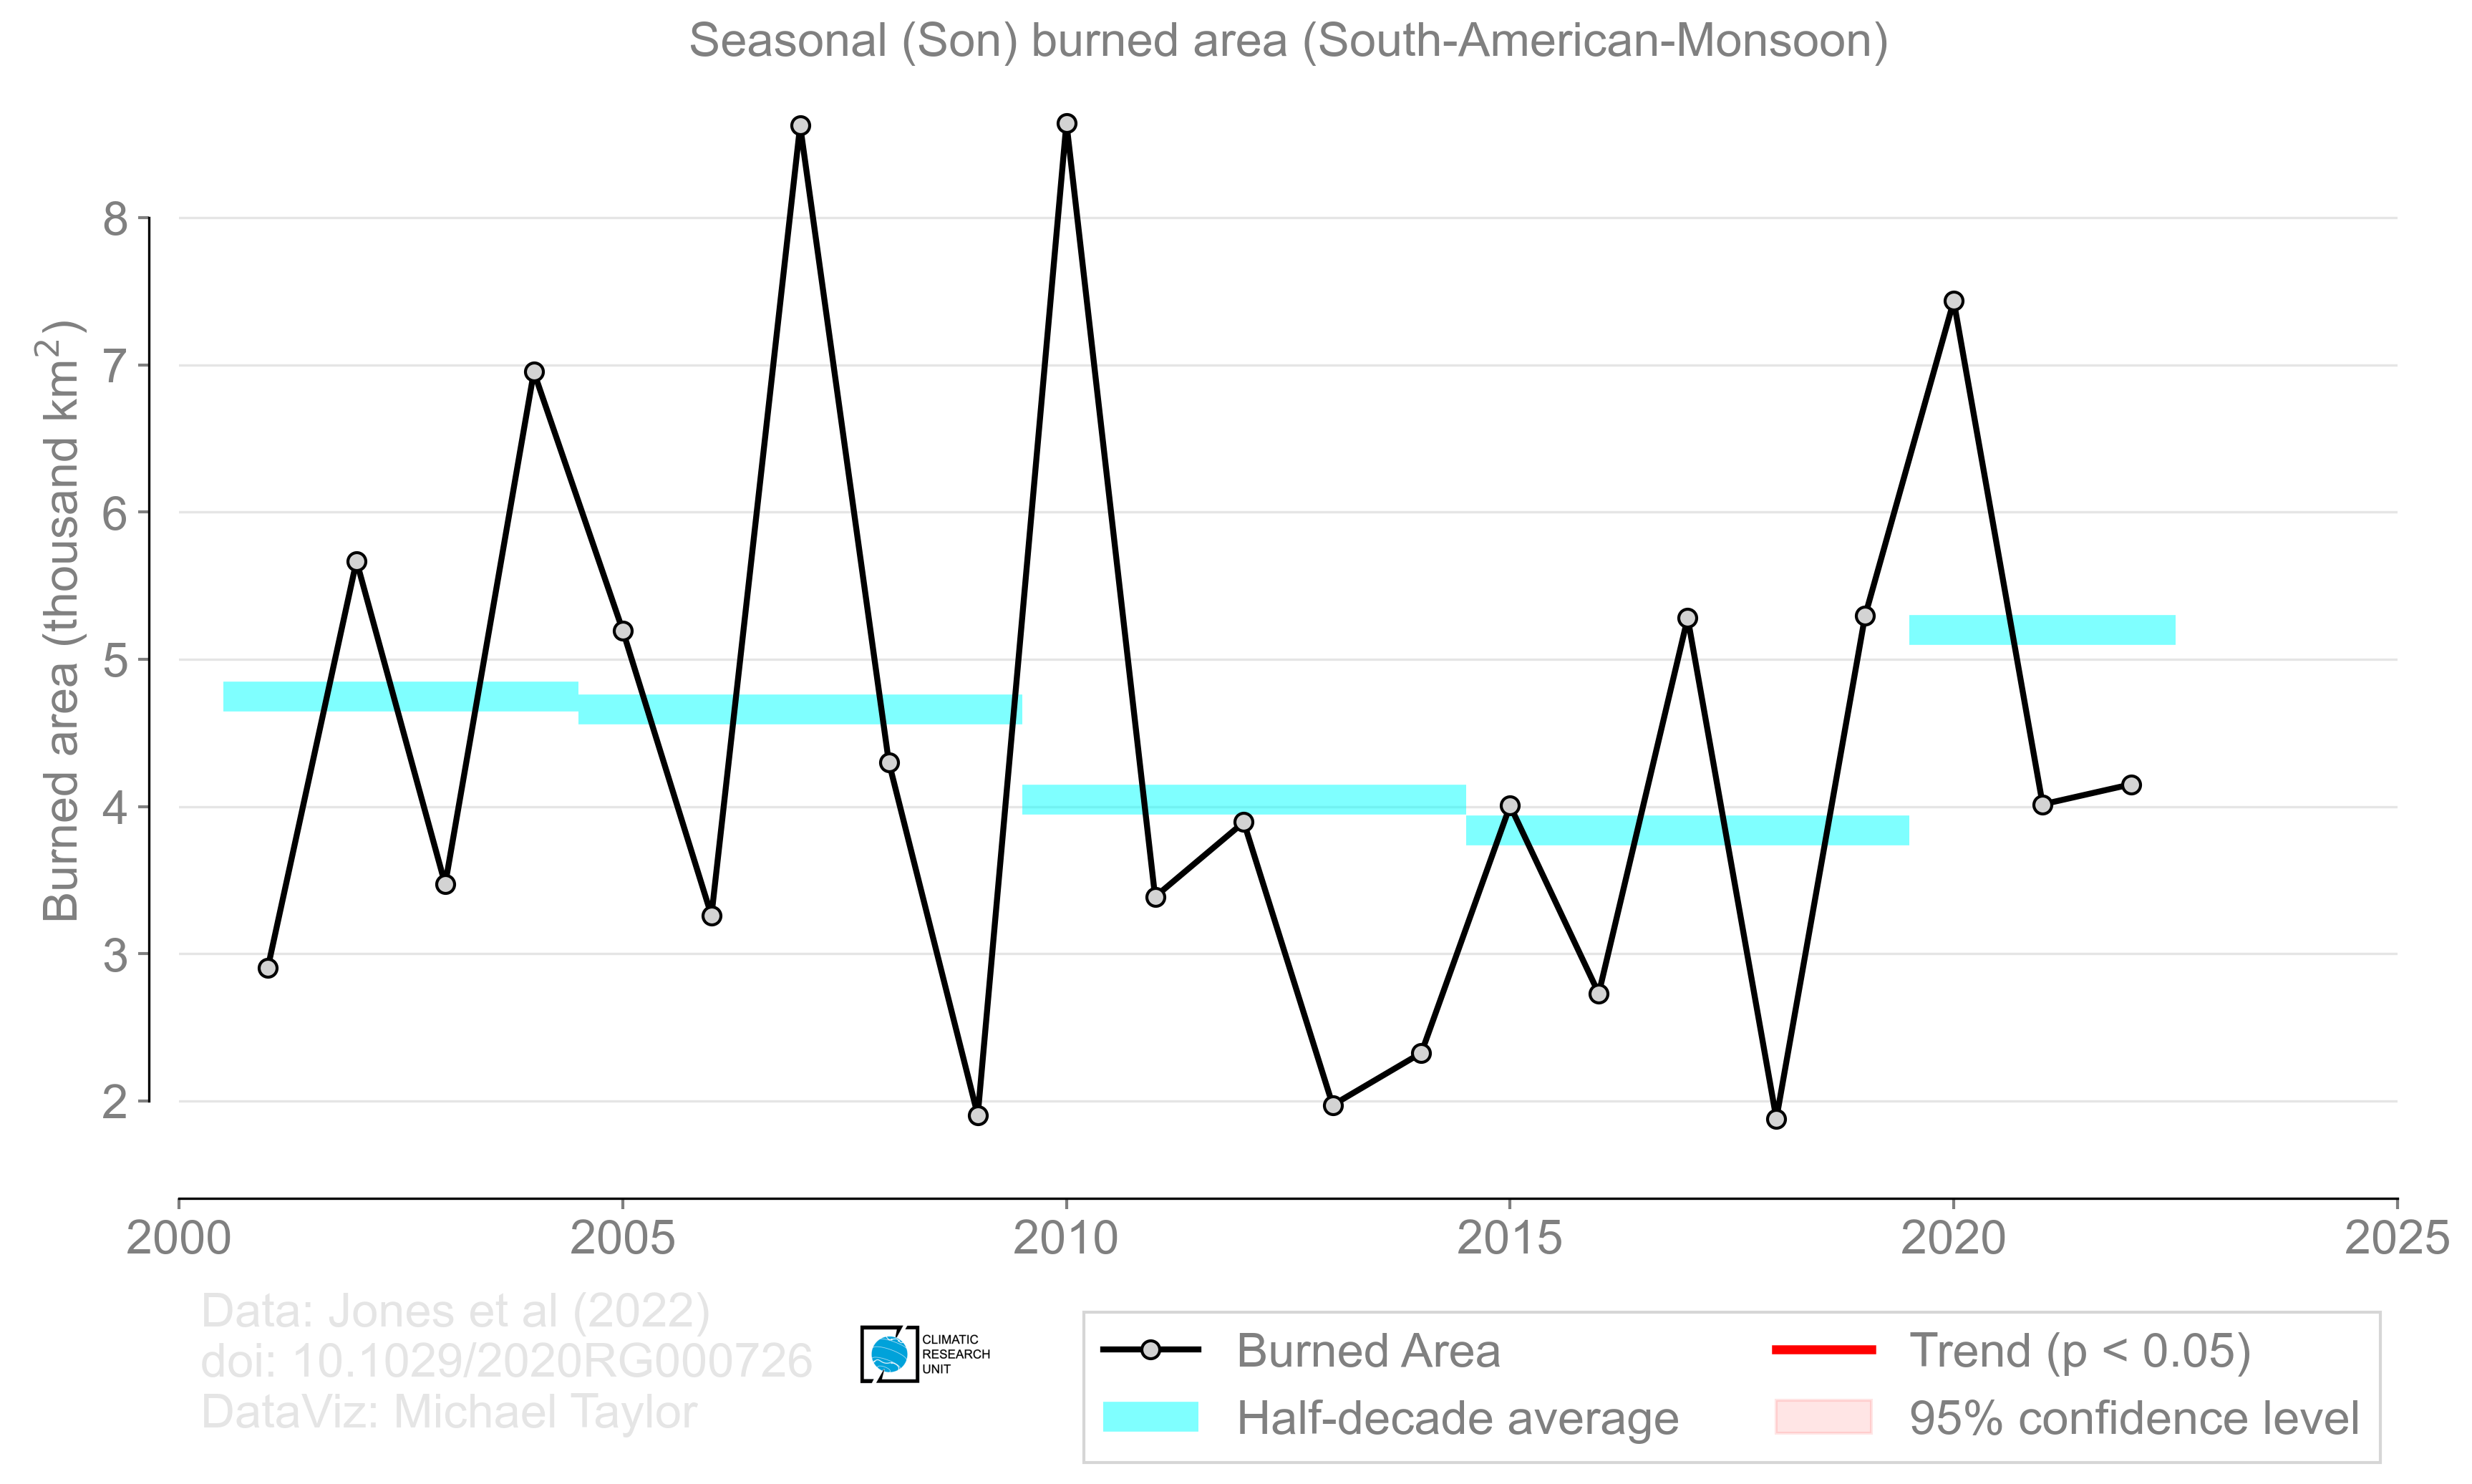 Seasonal (Son) burned area (South-American-Monsoon)
Burned area (thousand km²)
8
7
6
5
4
3
2
2000 2005 2010 2015 2020 2025
Data: Jones et al (2022)
doi: 10.1029/2020RG000726
DataViz: Michael Taylor
CLIMATIC
RESEARCH
UNIT
Burned Area
Half-decade average
Trend (p < 0.05)
95% confidence level